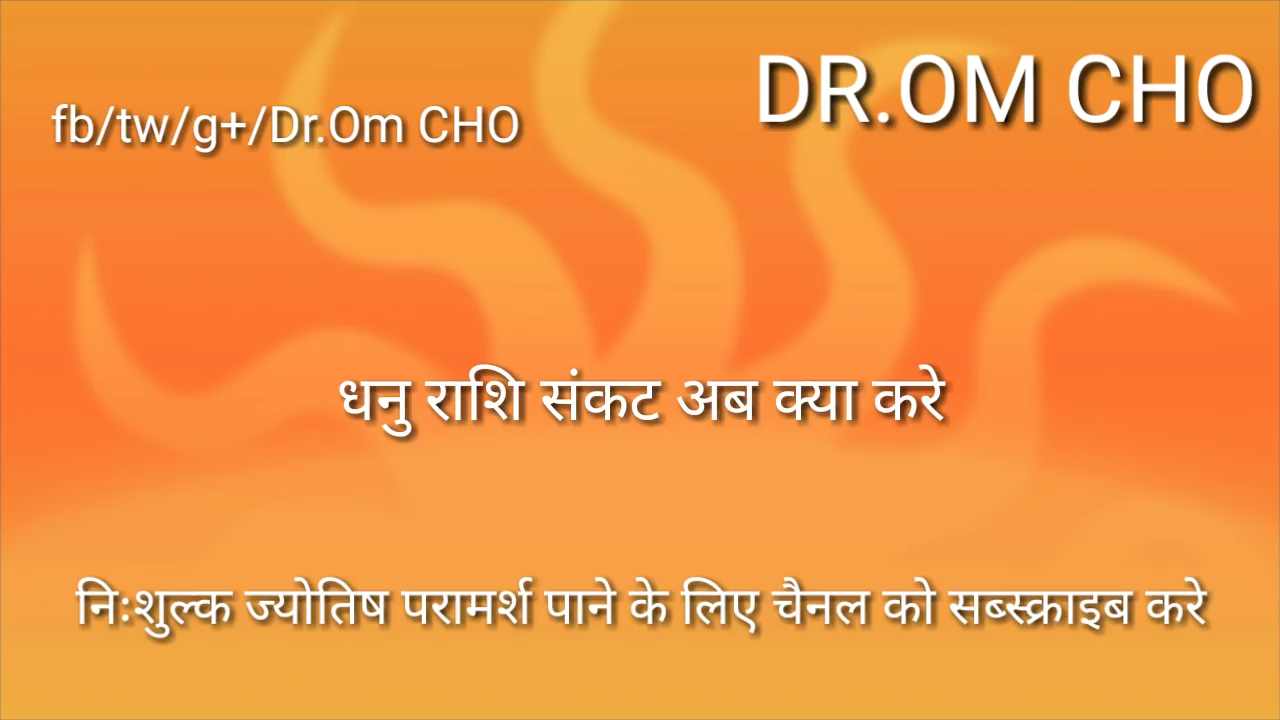 DR.OM CHO
fb/tw/g+/Dr.Om CHO
धनु राशि संकट अब क्या करे
निःशुल्क ज्योतिष परामर्श पाने के लिए चैनल को सब्स्क्राइब करे